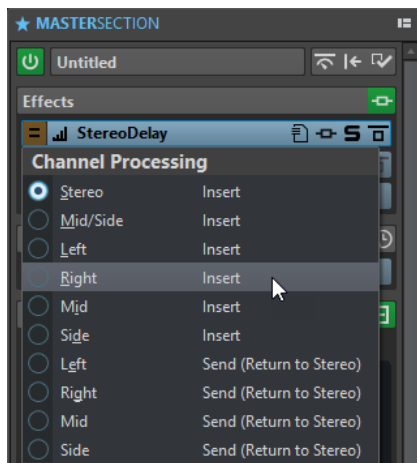 MASTERSECTION
Untitled
Effects
StereoDelay
Channel Processing
Stereo Insert
Mid/Side Insert
Left Insert
Right Insert
Mid Insert
Side Insert
Left Send (Return to Stereo)
Right Send (Return to Stereo)
Mid Send (Return to Stereo)
Side Send (Return to Stereo)